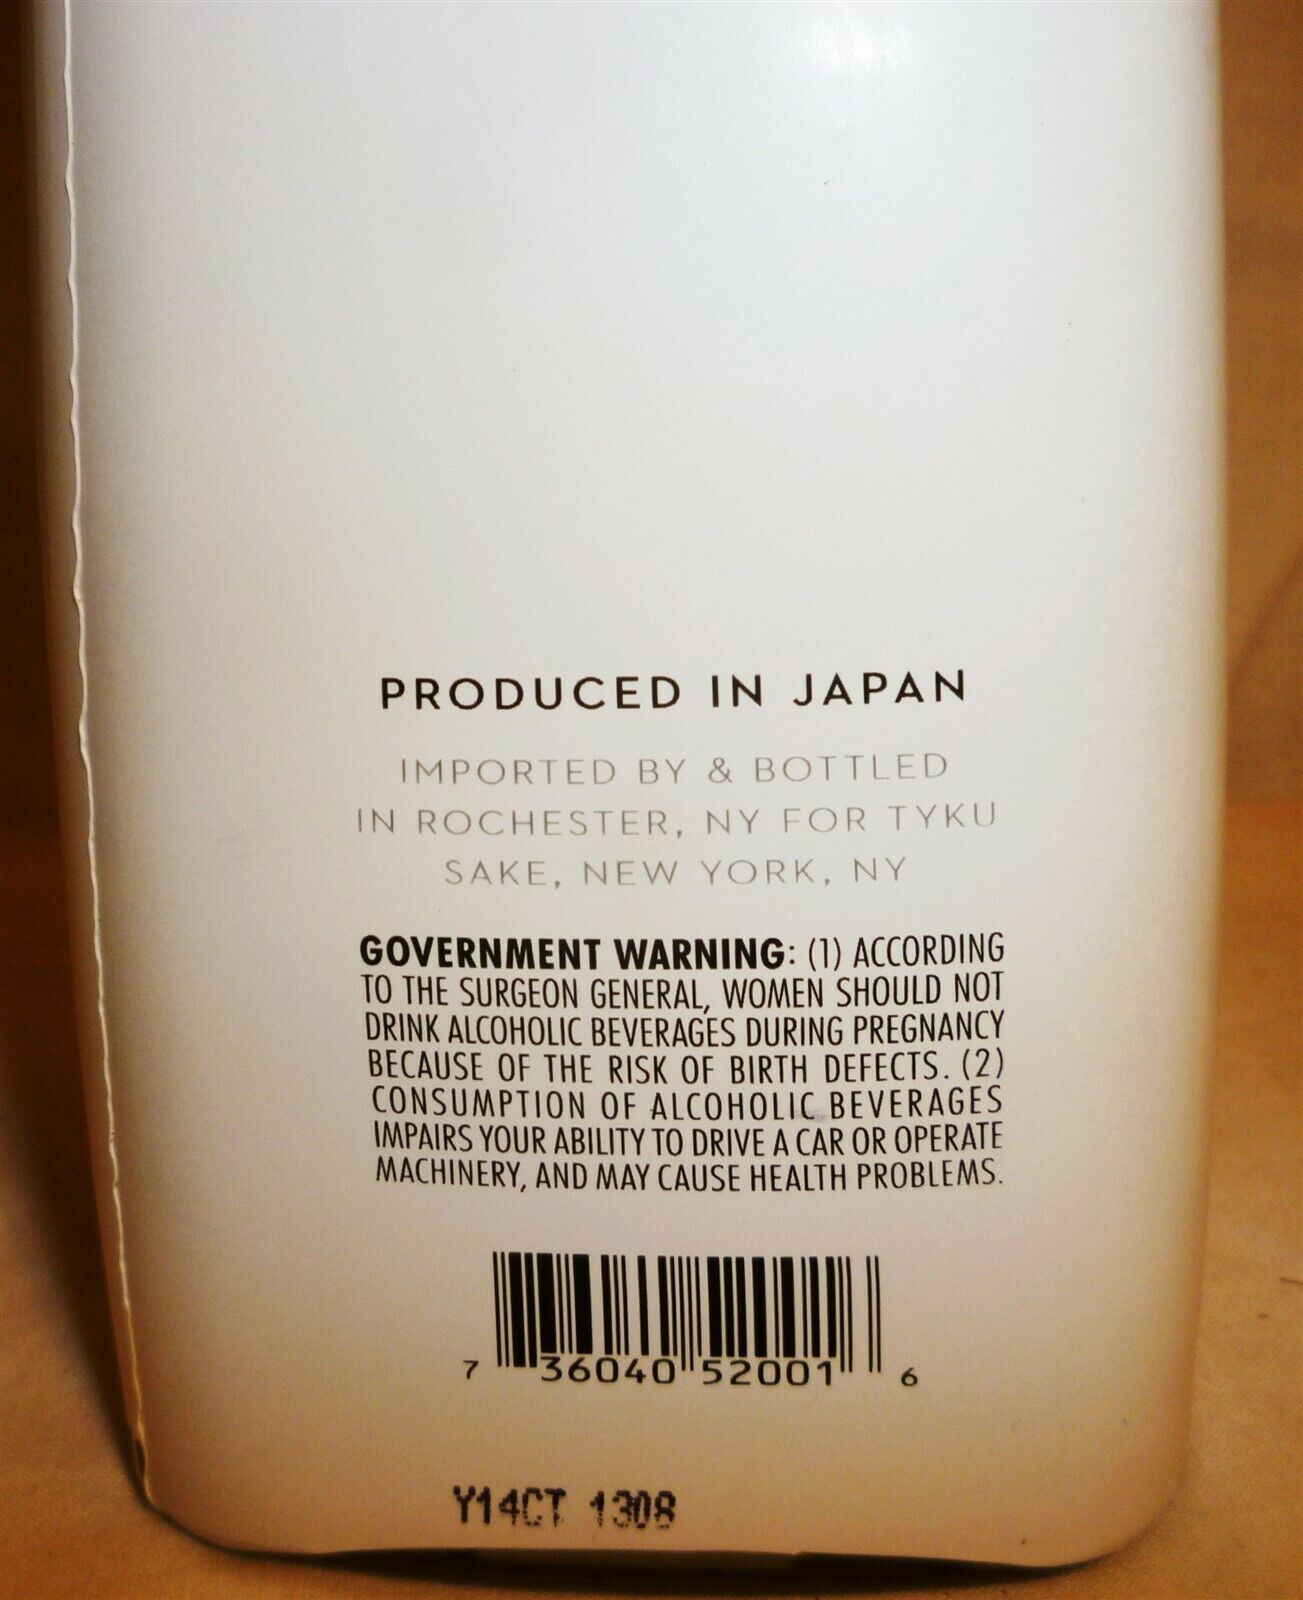 PRODUCED IN JAPAN
IMPORTED BY & BOTTLED
IN ROCHESTER, NY FOR TYKU
SAKE, NEW YORK, NY
GOVERNMENT WARNING: (1) ACCORDING
TO THE SURGEON GENERAL, WOMEN SHOULD NOT
DRINK ALCOHOLIC BEVERAGES DURING PREGNANCY
BECAUSE OF THE RISK OF BIRTH DEFECTS. (2)
CONSUMPTION OF ALCOHOLIC BEVERAGES
IMPAIRS YOUR ABILITY TO DRIVE A CAR OR OPERATE
MACHINERY, AND MAY CAUSE HEALTH PROBLEMS.
7 36040 52001 6
Y14CT 1308